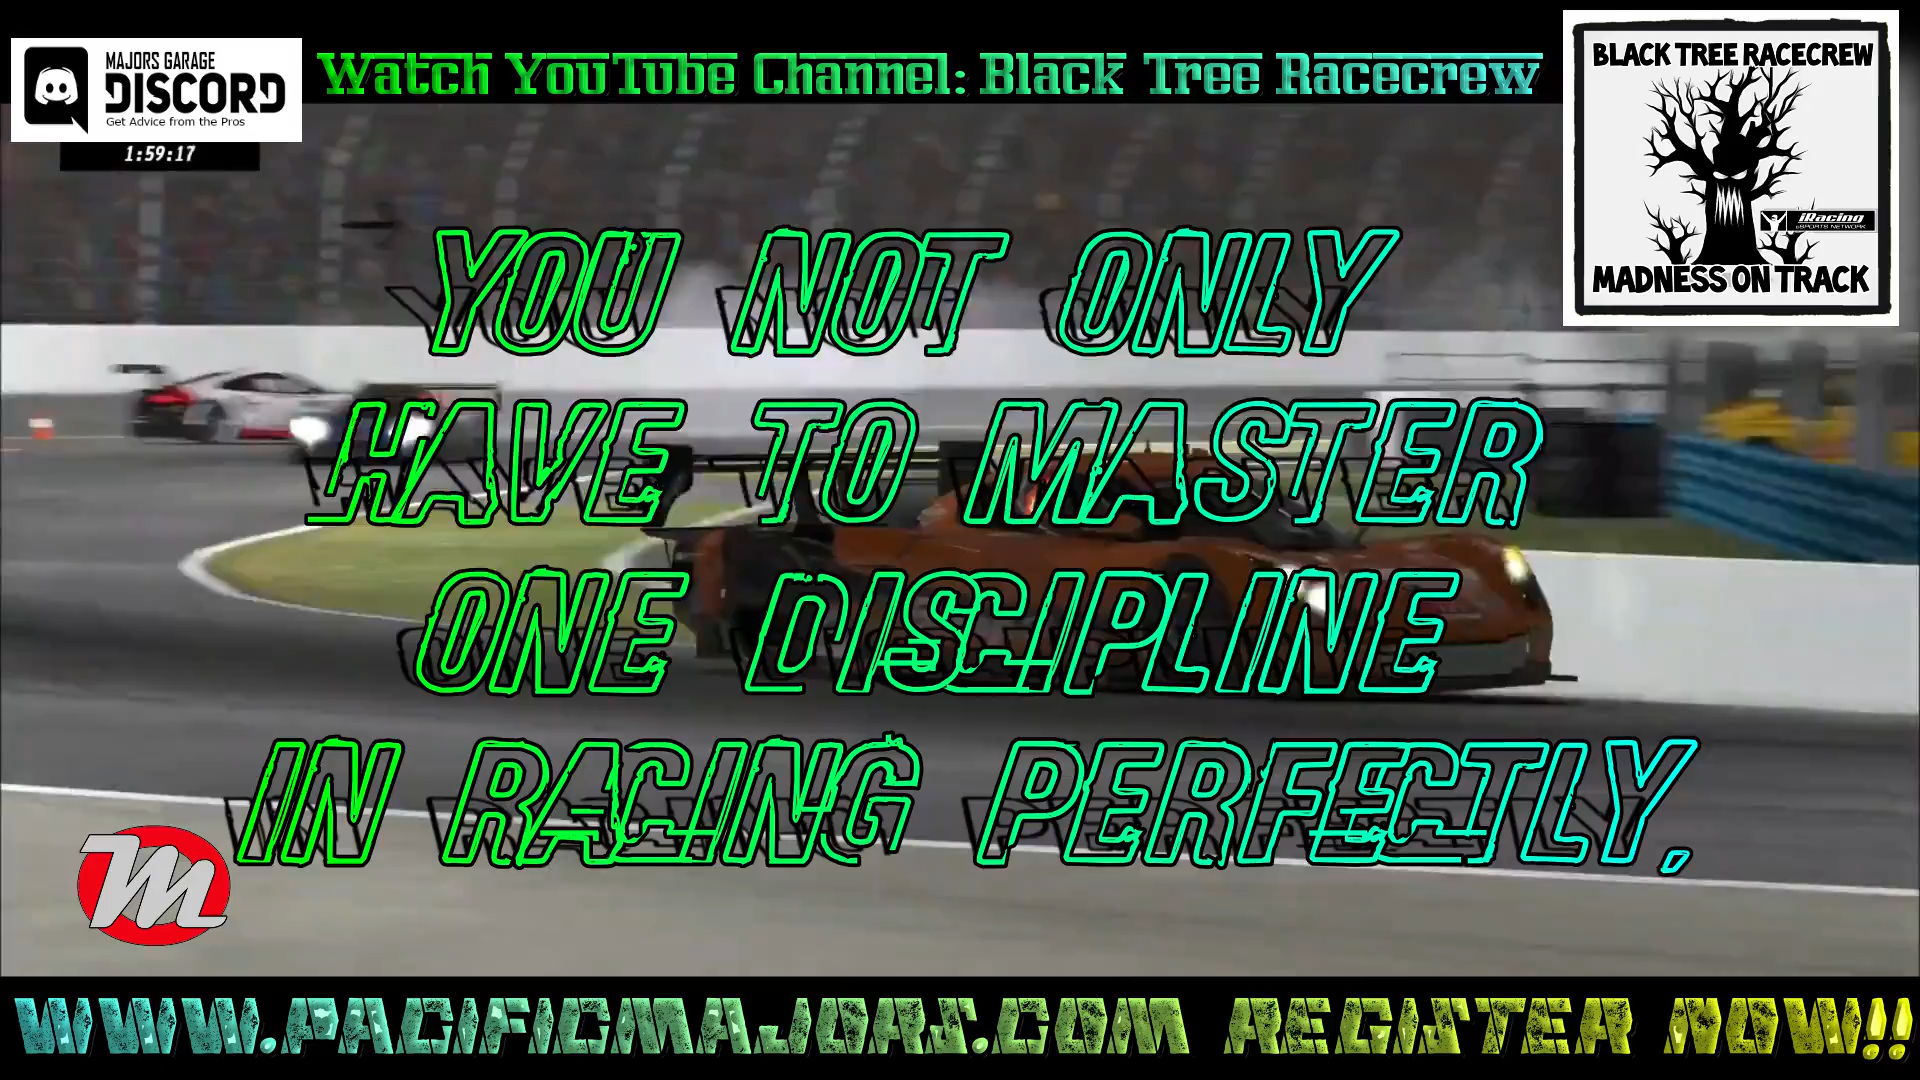 MAJORS GARAGE
DISCORD
Get Advice from the Pros
Watch YouTube Channel: Black Tree Racecrew
BLACK TREE RACECREW
iRacing
eSPORTS NETWORK
MADNESS ON TRACK
1:59:17
YOU NOT ONLY
HAVE TO MASTER
ONE DISCIPLINE
IN RACING PERFECTLY,
M
WWW.PACIFICMAJORS.COM REGISTER NOW!!